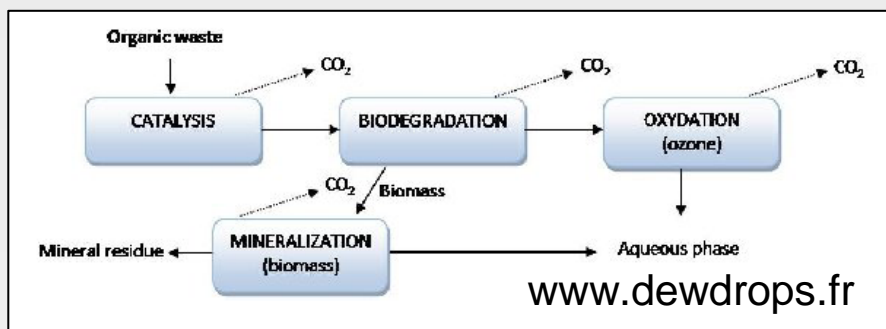 Organic waste
CO2
CO2
CO2
CATALYSIS
BIODEGRADATION
OXYDATION
(ozone)
CO2
Biomass
Mineral residue
MINERALIZATION
(biomass)
Aqueous phase
www.dewdrops.fr